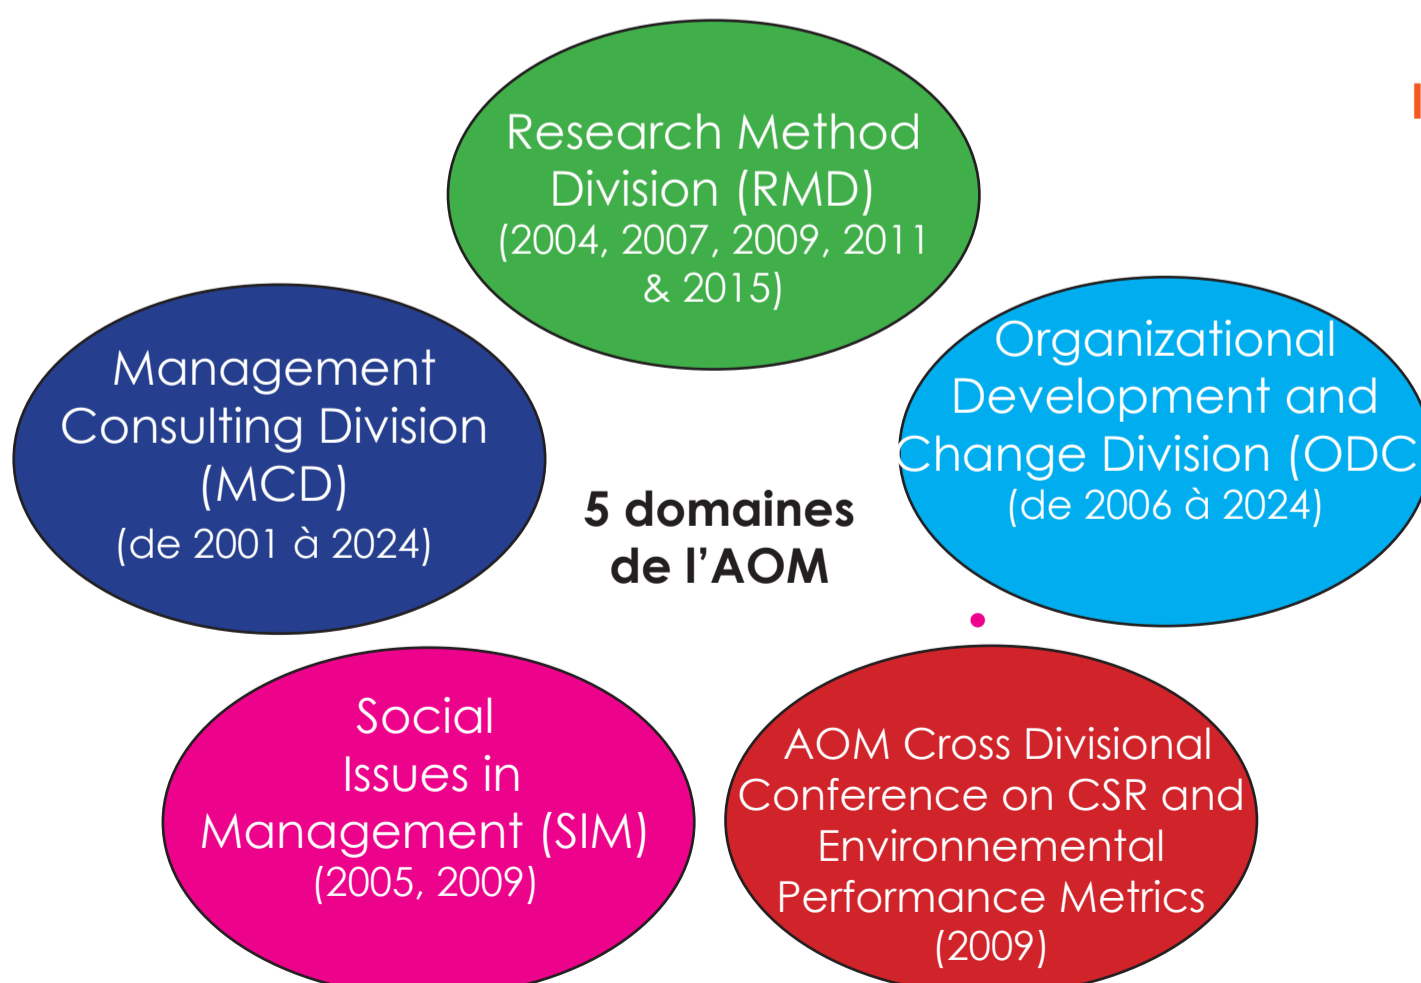 Research Method
Division (RMD)
(2004, 2007, 2009, 2011
& 2015)
Management
Consulting Division
(MCD)
(de 2001 à 2024)
Organizational
Development and
Change Division (ODC
(de 2006 à 2024)
5 domaines
de l’AOM
Social
Issues in
Management (SIM)
(2005, 2009)
AOM Cross Divisional
Conference on CSR and
Environnemental
Performance Metrics
(2009)